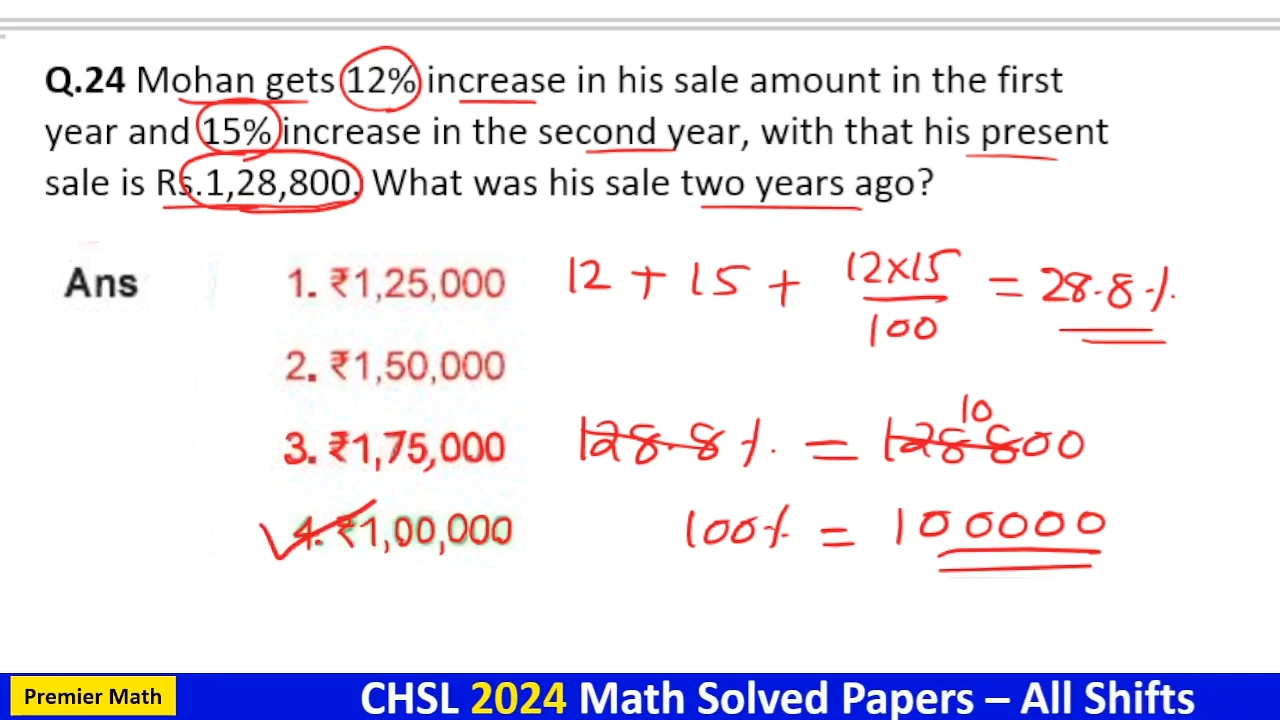 Q.24 Mohan gets 12% increase in his sale amount in the first
year and 15% increase in the second year, with that his present
sale is Rs.1,28,800. What was his sale two years ago?
Ans
1. ₹1,25,000
2. ₹1,50,000
3. ₹1,75,000
4. ₹1,00,000
12 + 15 + 12×15/100 = 28.8%
128.8% = 128800
10
100% = 100000
Premier Math
CHSL 2024 Math Solved Papers – All Shifts